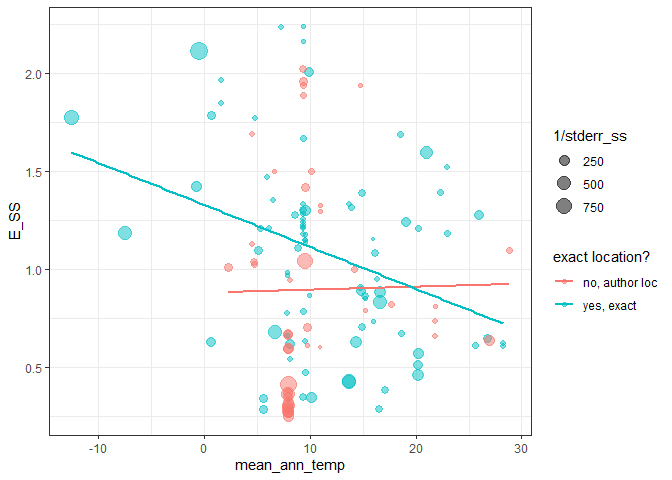 2.0
1.5
1.0
0.5
E_SS
-10
0
10
20
30
mean_ann_temp
1/stderr_ss
250
500
750
exact location?
no, author loc
yes, exact